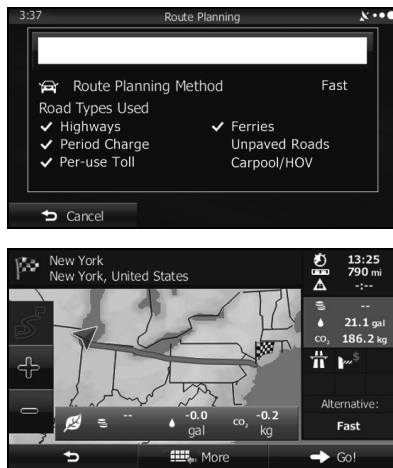 3:37 Route Planning
Route Planning Method Fast
Road Types Used
Highways Ferries
Period Charge Unpaved Roads
Per-use Toll Carpool/HOV
Cancel
New York
New York, United States
13:25
790 mi
-:--
--
21.1 gal
CO2 186.2 kg
$
Alternative:
Fast
-- -0.0 gal CO2 -0.2 kg
More Go!